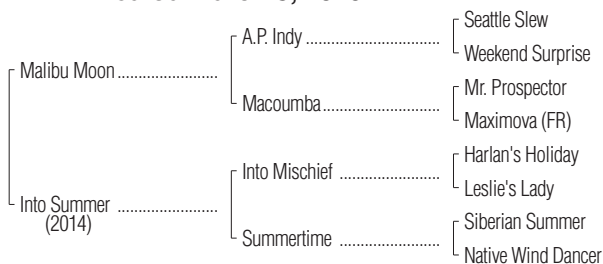 Seattle Slew
A.P. Indy
Weekend Surprise
Malibu Moon
Mr. Prospector
Macoumba
Maximova (FR)
Harlan's Holiday
Into Mischief
Leslie's Lady
Into Summer
(2014)
Siberian Summer
Summertime
Native Wind Dancer